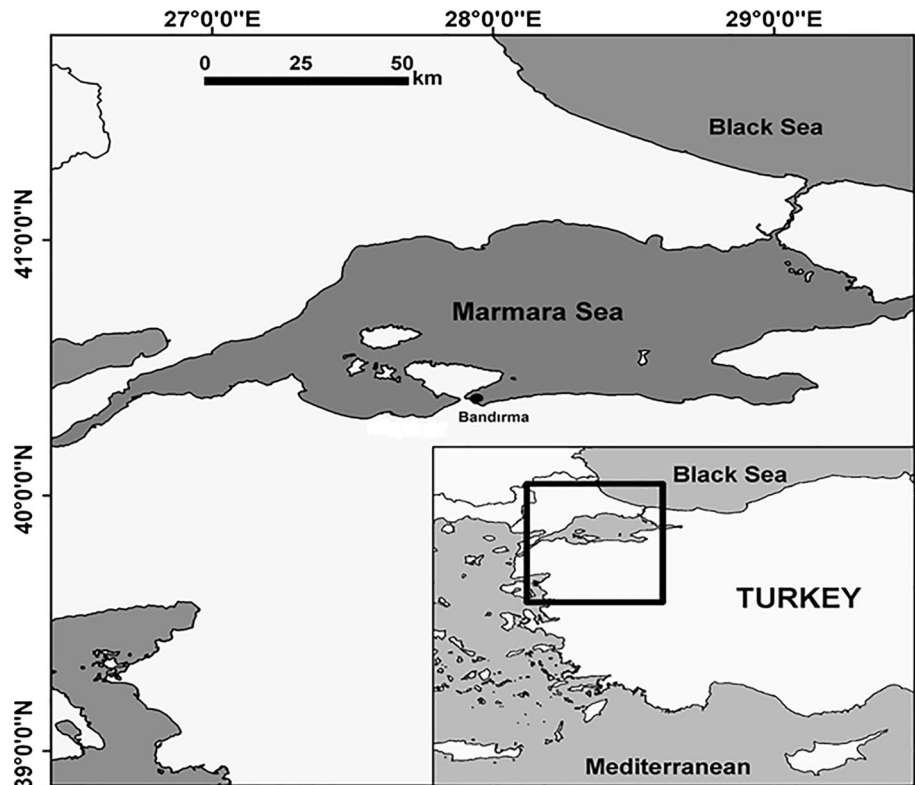 27°0'0"E 28°0'0"E 29°0'0"E
0 25 50
km
Black Sea
41°0'0"N
Marmara Sea
Bandırma
40°0'0"N
Black Sea
TURKEY
39°0'0"N
Mediterranean